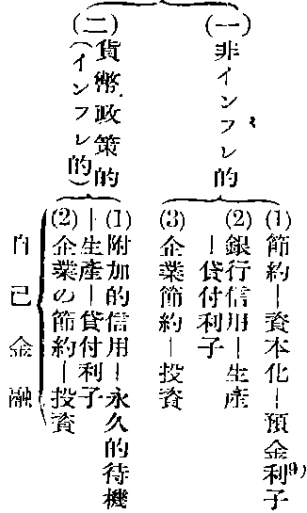 (一)非インフレ的
(1)節約―資本化―預金利子9)
(2)銀行信用―生産
―貸付利子
(3)企業節約―投資
(二)貨幣政策的
(インフレ的)
(1)附加的信用―永久的待機
―生産―貸付利子
(2)企業の節約―投資
自己金融